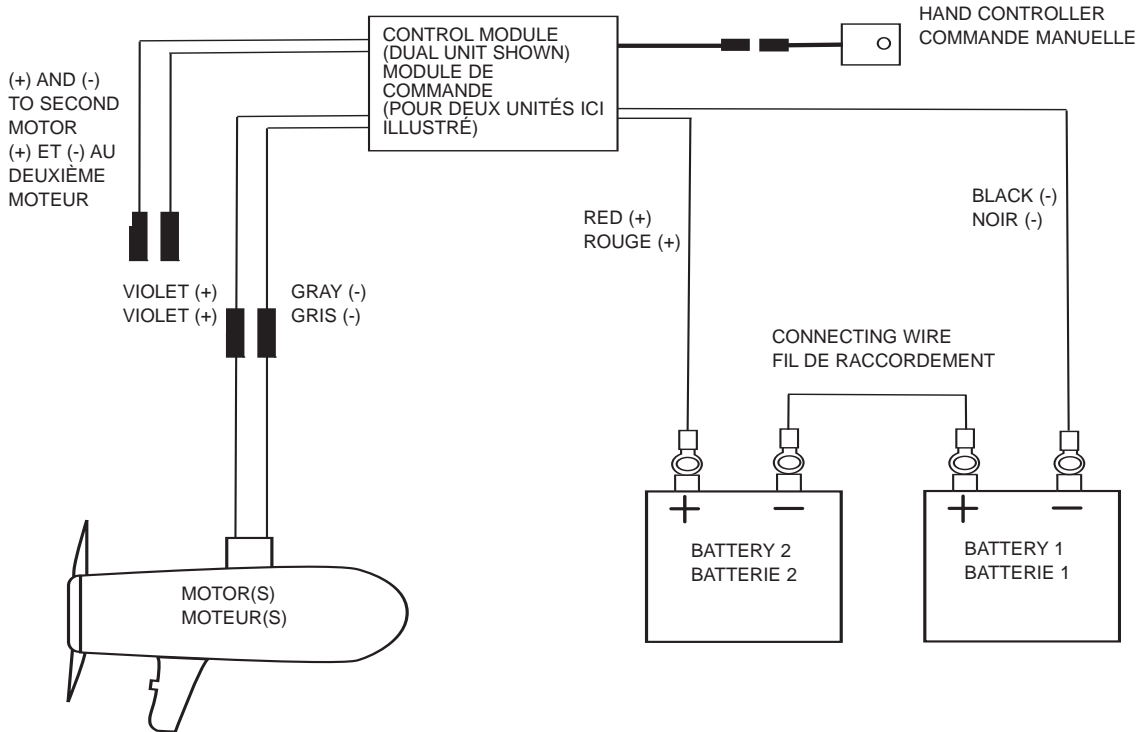 HAND CONTROLLER
COMMANDE MANUELLE
CONTROL MODULE
(DUAL UNIT SHOWN)
MODULE DE
COMMANDE
(POUR DEUX UNITÉS ICI
ILLUSTRÉ)
(+) AND (-)
TO SECOND
MOTOR
(+) ET (-) AU
DEUXIÈME
MOTEUR
RED (+)
ROUGE (+)
BLACK (-)
NOIR (-)
VIOLET (+)
VIOLET (+)
GRAY (-)
GRIS (-)
CONNECTING WIRE
FIL DE RACCORDEMENT
+
−
+
−
BATTERY 2
BATTERIE 2
BATTERY 1
BATTERIE 1
MOTOR(S)
MOTEUR(S)